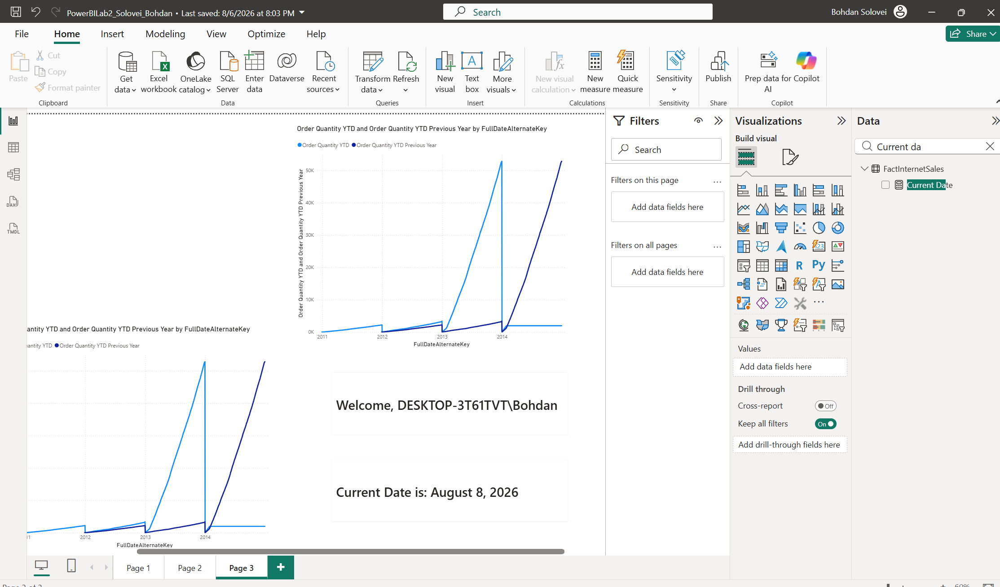 PowerBILab2_Solovei_Bohdan • Last saved: 8/6/2026 at 8:03 PM
Search
Bohdan Solovei
File Home Insert Modeling View Optimize Help
Share
Paste
Cut
Copy
Format painter
Clipboard
Get data
Excel workbook
OneLake catalog
SQL Server
Enter data
Dataverse
Recent sources
Data
Transform data
Refresh
Queries
New visual
Text box
More visuals
Insert
New visual calculation
New measure
Quick measure
Calculations
Sensitivity
Sensitivity
Publish
Share
Prep data for AI
Copilot
Copilot
DAX
TMDL
Order Quantity YTD and Order Quantity YTD Previous Year by FullDateAlternateKey
Order Quantity YTD Order Quantity YTD Previous Year
Order Quantity YTD and Order Quantity YTD Previous Year
50K
40K
30K
20K
10K
0K
2011 2012 2013 2014
FullDateAlternateKey
antity YTD and Order Quantity YTD Previous Year by FullDateAlternateKey
antity YTD Order Quantity YTD Previous Year
11 2012 2013 2014
FullDateAlternateKey
Welcome, DESKTOP-3T61TVT\Bohdan
Current Date is: August 8, 2026
Filters
Search
Filters on this page
Add data fields here
Filters on all pages
Add data fields here
Visualizations
Build visual
123
R
Py
Values
Add data fields here
Drill through
Cross-report
Off
Keep all filters
On
Add drill-through fields here
Data
Current da
FactInternetSales
Current Date
Page 1 Page 2 Page 3
60%